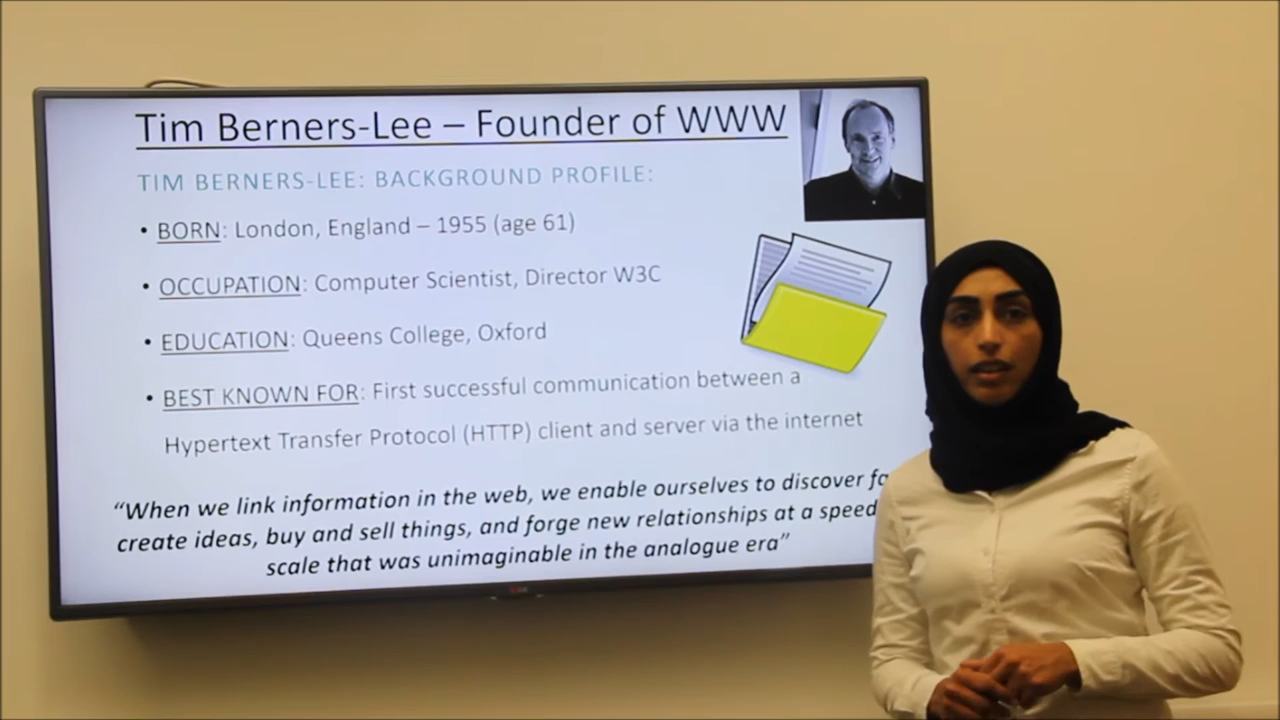 Tim Berners-Lee – Founder of WWW
TIM BERNERS-LEE: BACKGROUND PROFILE:
• BORN: London, England – 1955 (age 61)
• OCCUPATION: Computer Scientist, Director W3C
• EDUCATION: Queens College, Oxford
• BEST KNOWN FOR: First successful communication between a
Hypertext Transfer Protocol (HTTP) client and server via the internet
“When we link information in the web, we enable ourselves to discover
create ideas, buy and sell things, and forge new relationships at a speed
scale that was unimaginable in the analogue era”